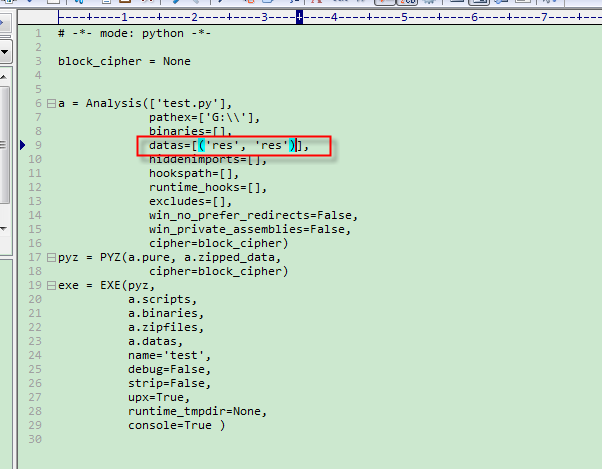 --------1---------2---------3---------4---------5---------6---------7----
1 # -*- mode: python -*-
2
3 block_cipher = None
4
5
6 a = Analysis(['test.py'],
7 pathex=['G:\\'],
8 binaries=[],
9 datas=[('res', 'res')],
10 hiddenimports=[],
11 hookspath=[],
12 runtime_hooks=[],
13 excludes=[],
14 win_no_prefer_redirects=False,
15 win_private_assemblies=False,
16 cipher=block_cipher)
17 pyz = PYZ(a.pure, a.zipped_data,
18 cipher=block_cipher)
19 exe = EXE(pyz,
20 a.scripts,
21 a.binaries,
22 a.zipfiles,
23 a.datas,
24 name='test',
25 debug=False,
26 strip=False,
27 upx=True,
28 runtime_tmpdir=None,
29 console=True )
30